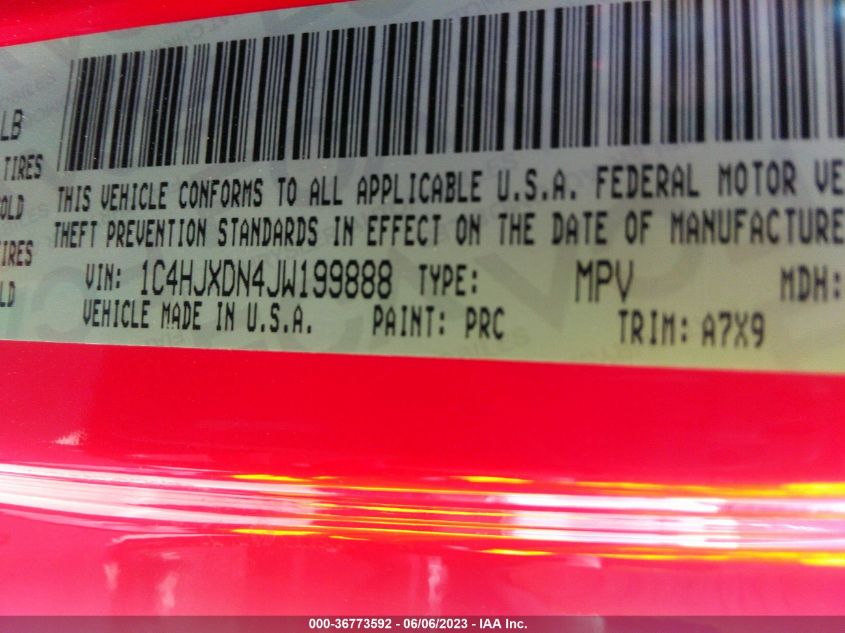 LB
TIRES
OLD
TIRES
LD
THIS VEHICLE CONFORMS TO ALL APPLICABLE U.S.A. FEDERAL MOTOR VE
THEFT PREVENTION STANDARDS IN EFFECT ON THE DATE OF MANUFACTURE
VIN: 1C4HJXDN4JW199888 TYPE: MPV MDH:
VEHICLE MADE IN U.S.A. PAINT: PRC TRIM: A7X9
000-36773592 - 06/06/2023 - IAA Inc.